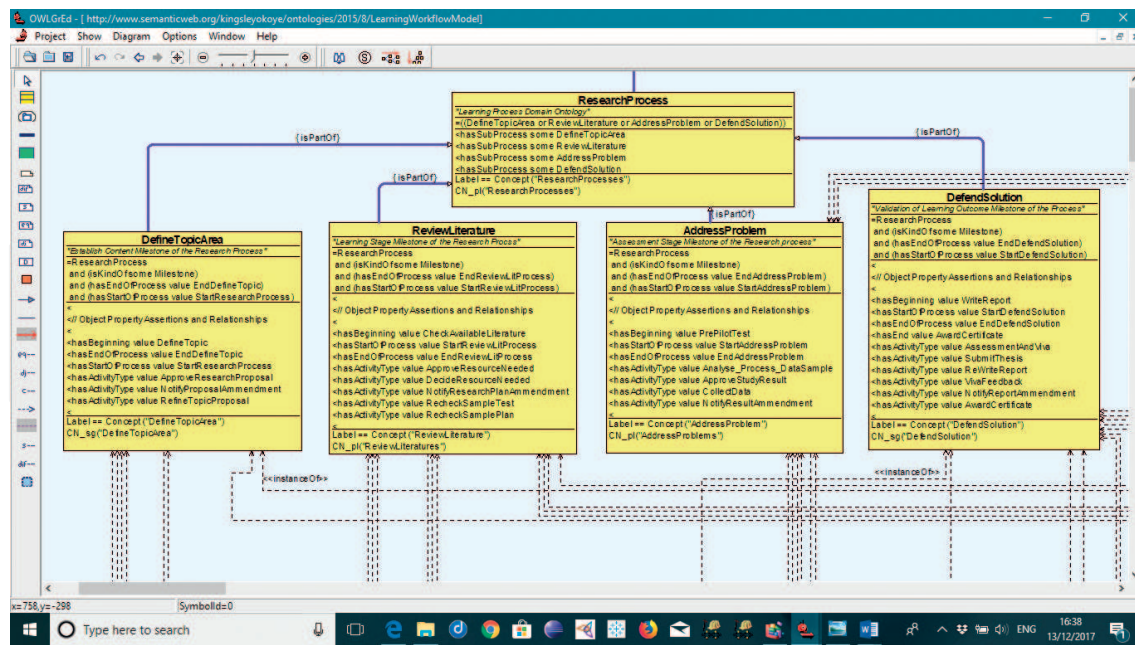 OWLGrEd - [ http://www.semanticweb.org/kingsleyokoye/ontologies/2015/8/LearningWorkflowModel]
Project Show Diagram Options Window Help
ResearchProcess
"Learning Process Domain Ontology"
=((DefineTopicArea or ReviewLiterature or AddressProblem or DefendSolution))
<hasSubProcess some DefineTopicArea
<hasSubProcess some ReviewLiterature
<hasSubProcess some AddressProblem
<hasSubProcess some DefendSolution
Label == Concept ("ResearchProcesses")
CN_pl("ResearchProcesses")
{isPartOf}
{isPartOf}
{isPartOf}
{isPartOf}
DefineTopicArea
"Establish Content Milestone of the Research Process"
=ResearchProcess
and (isKindOf some Milestone)
and (hasEndOfProcess value EndDefineTopic)
and (hasStartOfProcess value StartResearchProcess)
<
<// Object Property Assertions and Relationships
<
<hasBeginning value DefineTopic
<hasEndOfProcess value EndDefineTopic
<hasStartOfProcess value StartResearchProcess
<hasActivityType value ApproveResearchProposal
<hasActivityType value NotifyProposalAmmendment
<hasActivityType value RefineTopicProposal
<
Label == Concept ("DefineTopicArea")
CN_sg("DefineTopicArea")
ReviewLiterature
"Learning Stage Milestone of the Research Procss"
=ResearchProcess
and (isKindOf some Milestone)
and (hasEndOfProcess value EndReviewLitProcess)
and (hasStartOfProcess value StartReviewLitProcess)
<
<// Object Property Assertions and Relationships
<
<hasBeginning value CheckAvailableLiterature
<hasStartOfProcess value StartReviewLitProcess
<hasEndOfProcess value EndReviewLitProcess
<hasActivityType value ApproveResourceNeeded
<hasActivityType value DecideResourceNeeded
<hasActivityType value NotifyResearchPlanAmmendment
<hasActivityType value RecheckSampleTest
<hasActivityType value RecheckSamplePlan
<
Label == Concept ("ReviewLiterature")
CN_pl("ReviewLiteratures")
AddressProblem
"Assessment Stage Milestone of the Research process"
=ResearchProcess
and (isKindOf some Milestone)
and (hasEndOfProcess value EndAddressProblem)
and (hasStartOfProcess value StartAddressProblem)
<
<// Object Property Assertions and Relationships
<
<hasBeginning value PrePilotTest
<hasStartOfProcess value StartAddressProblem
<hasEndOfProcess value EndAddressProblem
<hasActivityType value Analyse_Process_DataSample
<hasActivityType value ApproveStudyResult
<hasActivityType value CollectData
<hasActivityType value NotifyResultAmmendment
<
Label == Concept ("AddressProblem")
CN_pl("AddressProblems")
DefendSolution
"Validation of Learning Outcome Milestone of the Process"
=ResearchProcess
and (isKindOf some Milestone)
and (hasEndOfProcess value EndDefendSolution)
and (hasStartOfProcess value StartDefendSolution)
<
<// Object Property Assertions and Relationships
<
<hasBeginning value WriteReport
<hasStartOfProcess value StartDefendSolution
<hasEndOfProcess value EndDefendSolution
<hasEnd value AwardCertificate
<hasActivityType value AssessmentAndViva
<hasActivityType value SubmitThesis
<hasActivityType value ReWriteReport
<hasActivityType value VivaFeedback
<hasActivityType value NotifyReportAmmendment
<hasActivityType value AwardCertificate
<
Label == Concept ("DefendSolution")
CN_sg("DefendSolution")
<<instanceOf>>
<<instanceOf>>
x=758,y=-298 SymbolId=0
Type here to search
ENG
16:38
13/12/2017